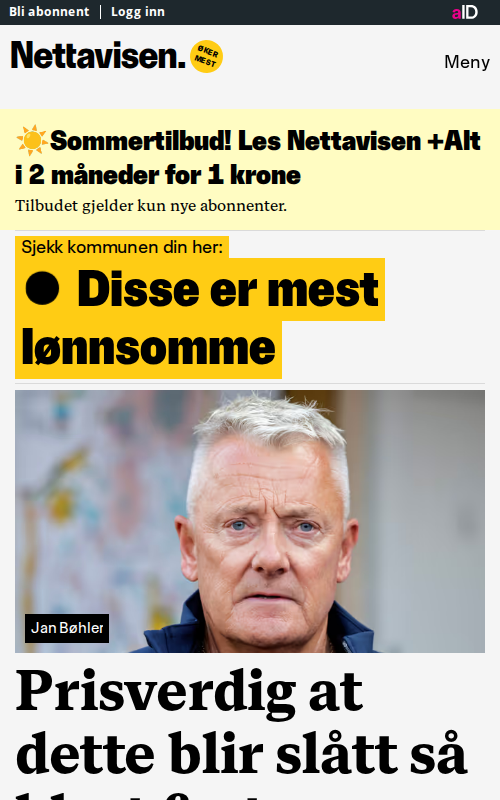 Bli abonnent | Logg inn
aID
Nettavisen.
ØKER
MEST
Meny
☀️Sommertilbud! Les Nettavisen +Alt
i 2 måneder for 1 krone
Tilbudet gjelder kun nye abonnenter.
Sjekk kommunen din her:
● Disse er mest
lønnsomme
Jan Bøhler
Prisverdig at
dette blir slått så